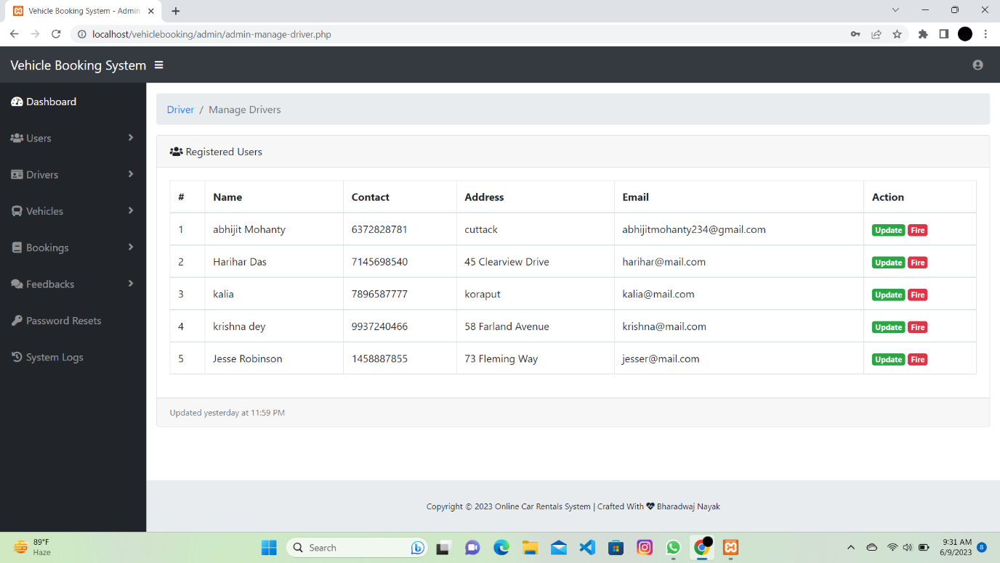 Vehicle Booking System - Admin
localhost/vehiclebooking/admin/admin-manage-driver.php
Vehicle Booking System
Dashboard
Users
Drivers
Vehicles
Bookings
Feedbacks
Password Resets
System Logs
Driver / Manage Drivers
Registered Users
# Name Contact Address Email Action
1 abhijit Mohanty 6372828781 cuttack abhijitmohanty234@gmail.com Update Fire
2 Harihar Das 7145698540 45 Clearview Drive harihar@mail.com Update Fire
3 kalia 7896587777 koraput kalia@mail.com Update Fire
4 krishna dey 9937240466 58 Farland Avenue krishna@mail.com Update Fire
5 Jesse Robinson 1458887855 73 Fleming Way jesser@mail.com Update Fire
Updated yesterday at 11:59 PM
Copyright © 2023 Online Car Rentals System | Crafted With Bharadwaj Nayak
89°F
Haze
Search
9:31 AM
6/9/2023
8